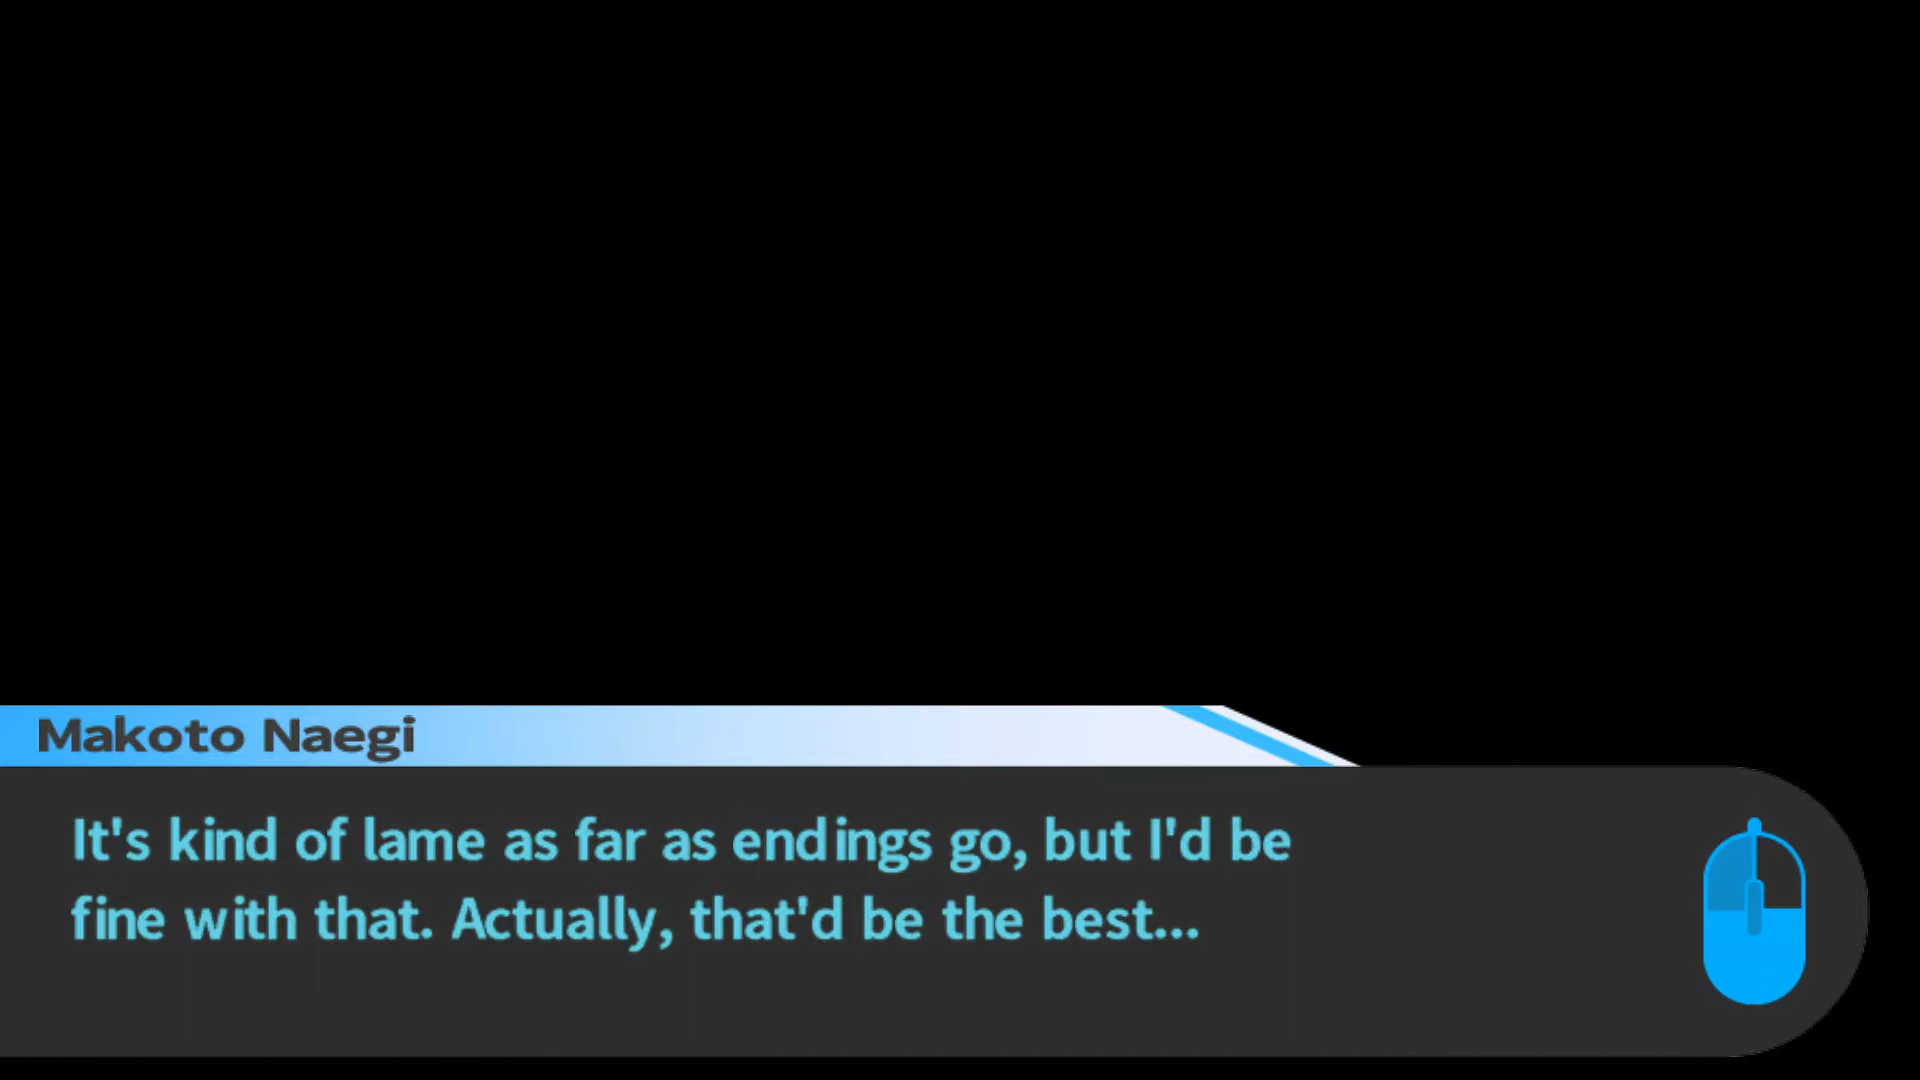 Makoto Naegi
It's kind of lame as far as endings go, but I'd be
fine with that. Actually, that'd be the best...